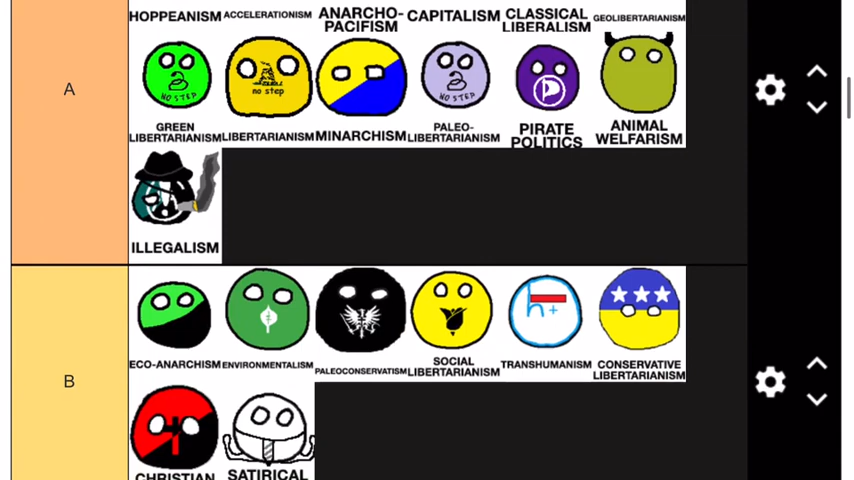 HOPPEANISM
ACCELERATIONISM
ANARCHO-
PACIFISM
CAPITALISM
CLASSICAL
LIBERALISM
GEOLIBERTARIANISM
A
NO STEP
no step
NO STEP
GREEN
LIBERTARIANISM
LIBERTARIANISM
MINARCHISM
PALEO-
LIBERTARIANISM
PIRATE
POLITICS
ANIMAL
WELFARISM
ILLEGALISM
B
h+
ECO-ANARCHISM
ENVIRONMENTALISM
PALEOCONSERVATISM
SOCIAL
LIBERTARIANISM
TRANSHUMANISM
CONSERVATIVE
LIBERTARIANISM
CHRISTIAN
SATIRICAL